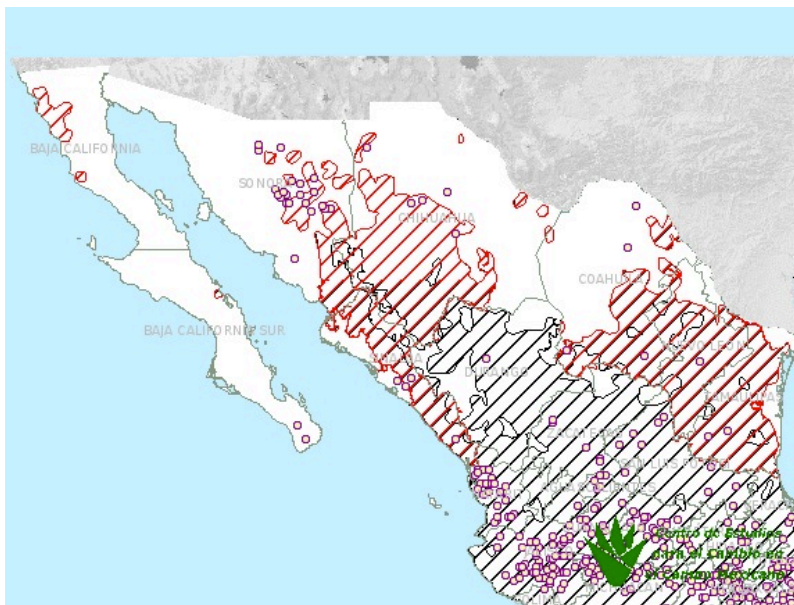 BAJA CALIFORNIA
SONORA
CHIHUAHUA
COAHUILA
BAJA CALIFORNIA SUR
NUEVO LEON
SINALOA
DURANGO
TAMAULIPAS
ZACATECAS
SAN LUIS POTOSI
AGUASCALIENTES
Centro de Estudios
para el Cambio en
el Campo Mexicano